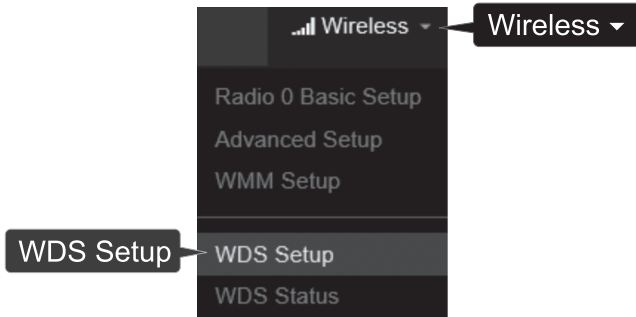 Wireless
Wireless
Radio 0 Basic Setup
Advanced Setup
WMM Setup
WDS Setup
WDS Setup
WDS Status